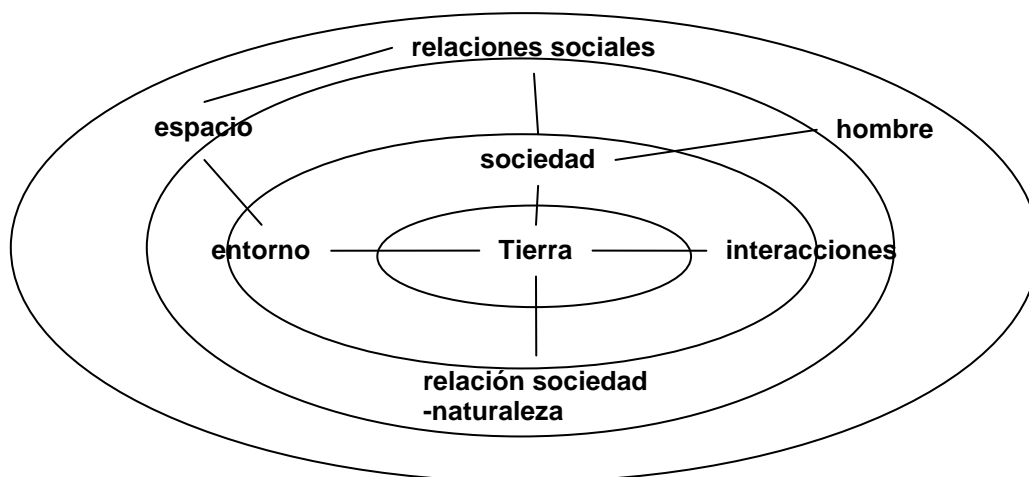 relaciones sociales
espacio
hombre
sociedad
entorno
Tierra
interacciones
relación sociedad
-naturaleza